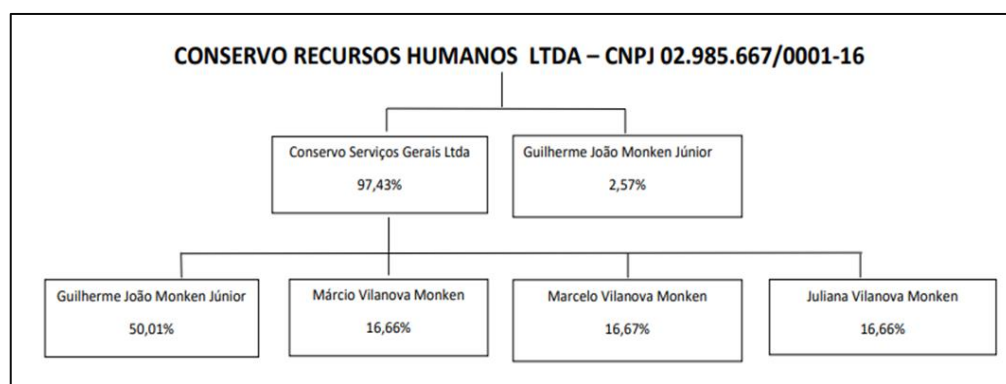 CONSERVO RECURSOS HUMANOS LTDA – CNPJ 02.985.667/0001-16
Conservo Serviços Gerais Ltda
97,43%
Guilherme João Monken Júnior
2,57%
Guilherme João Monken Júnior
50,01%
Márcio Vilanova Monken
16,66%
Marcelo Vilanova Monken
16,67%
Juliana Vilanova Monken
16,66%